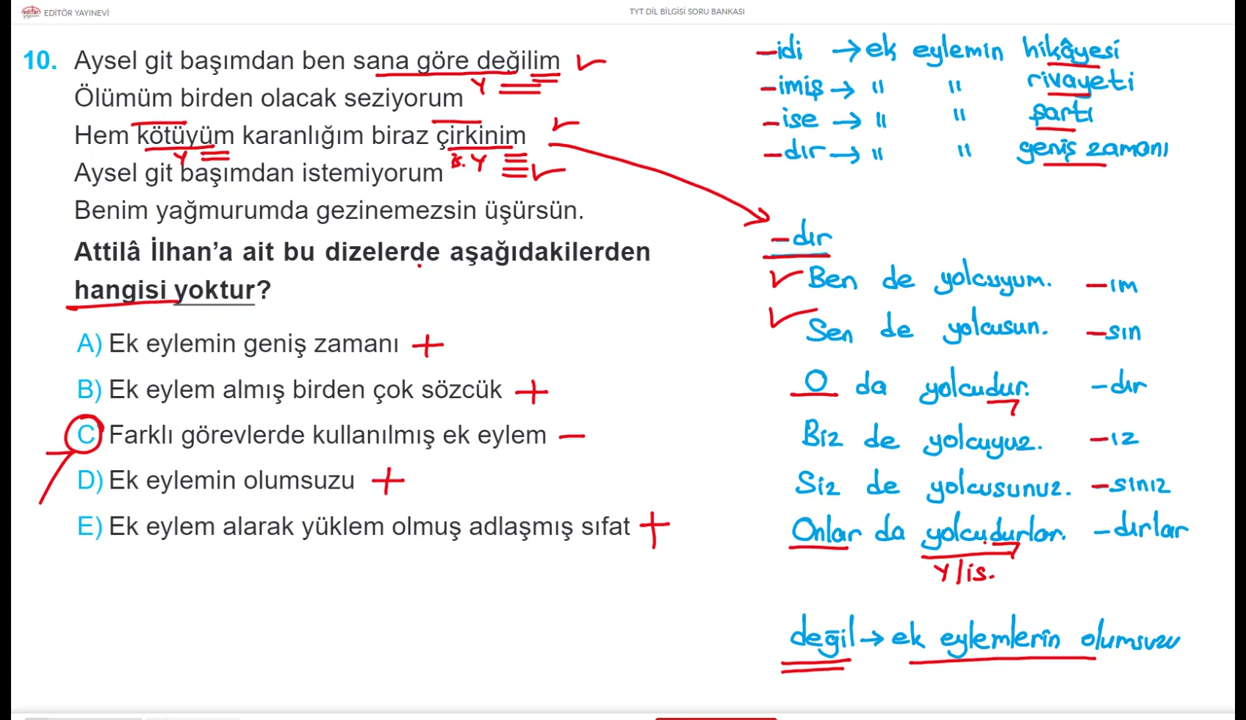 EDİTÖR YAYINEVİ
TYT DİL BİLGİSİ SORU BANKASI
10. Aysel git başımdan ben sana göre değilim
Y
Ölümüm birden olacak seziyorum
Hem kötüyüm karanlığım biraz çirkinim
Y
is. Y
Aysel git başımdan istemiyorum
Benim yağmurumda gezinemezsin üşürsün.
Attilâ İlhan'a ait bu dizelerde aşağıdakilerden
hangisi yoktur?
A) Ek eylemin geniş zamanı +
B) Ek eylem almış birden çok sözcük +
C) Farklı görevlerde kullanılmış ek eylem –
D) Ek eylemin olumsuzu +
E) Ek eylem alarak yüklem olmuş adlaşmış sıfat +
-idi → ek eylemin hikâyesi
-imiş → " " rivayeti
-ise → " " şartı
-dır → " " geniş zamanı
-dır
Ben de yolcuyum. -ım
Sen de yolcusun. -sın
O da yolcudur. -dır
Biz de yolcuyuz. -ız
Siz de yolcusunuz. -sınız
Onlar da yolcudurlar. -dırlar
Y/is.
değil → ek eylemlerin olumsuzu